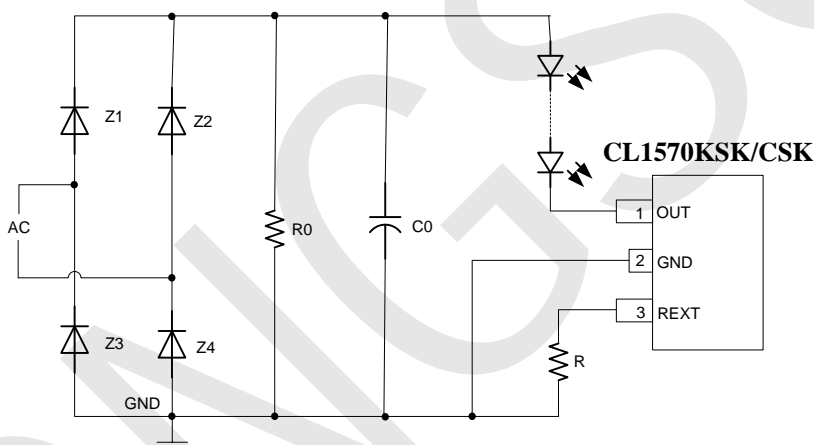 Z1
Z2
CL1570KSK/CSK
AC
R0
C0
1 OUT
2 GND
3 REXT
Z3
Z4
R
GND